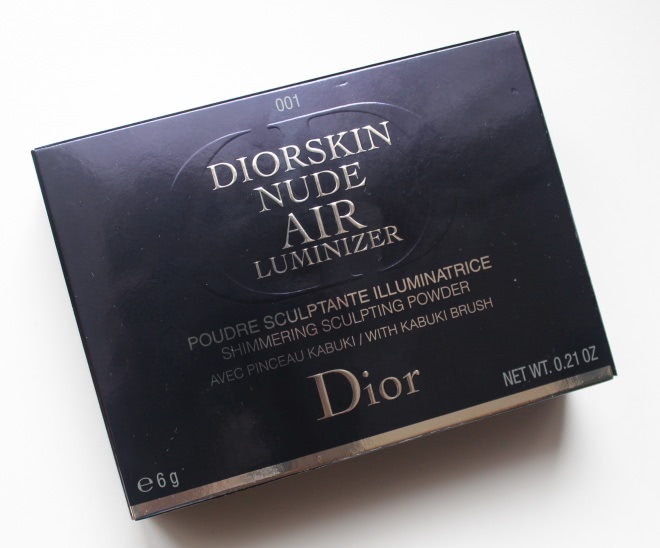 001
DIORSKIN
NUDE
AIR
LUMINIZER
POUDRE SCULPTANTE ILLUMINATRICE
SHIMMERING SCULPTING POWDER
AVEC PINCEAU KABUKI / WITH KABUKI BRUSH
Dior
NET WT. 0.21 OZ
℮ 6 g